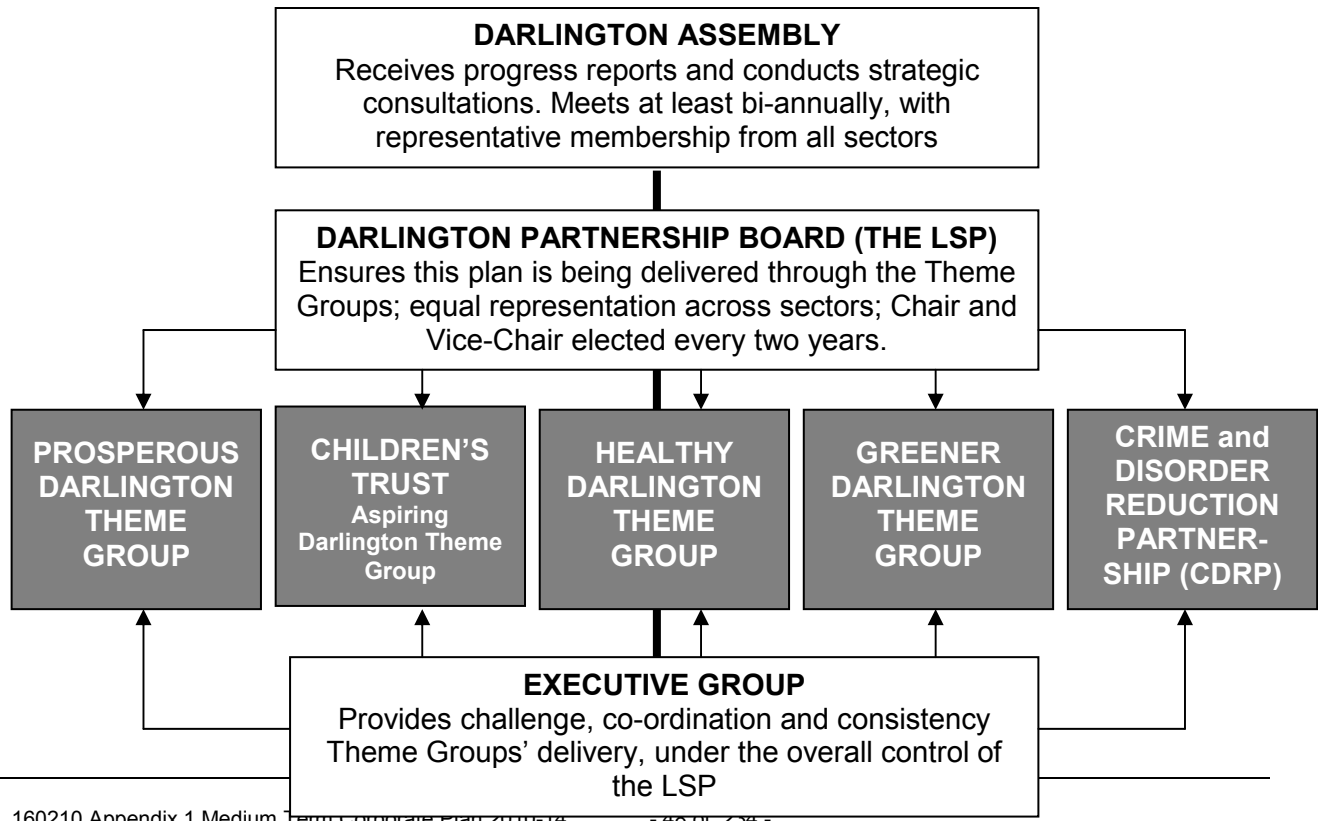 DARLINGTON ASSEMBLY
Receives progress reports and conducts strategic
consultations. Meets at least bi-annually, with
representative membership from all sectors
DARLINGTON PARTNERSHIP BOARD (THE LSP)
Ensures this plan is being delivered through the Theme
Groups; equal representation across sectors; Chair and
Vice-Chair elected every two years.
PROSPEROUS
DARLINGTON
THEME
GROUP
CHILDREN’S
TRUST
Aspiring
Darlington Theme
Group
HEALTHY
DARLINGTON
THEME
GROUP
GREENER
DARLINGTON
THEME
GROUP
CRIME and
DISORDER
REDUCTION
PARTNER-
SHIP (CDRP)
EXECUTIVE GROUP
Provides challenge, co-ordination and consistency
Theme Groups’ delivery, under the overall control of
the LSP
160210 Appendix 1 Medium Term Corporate Plan